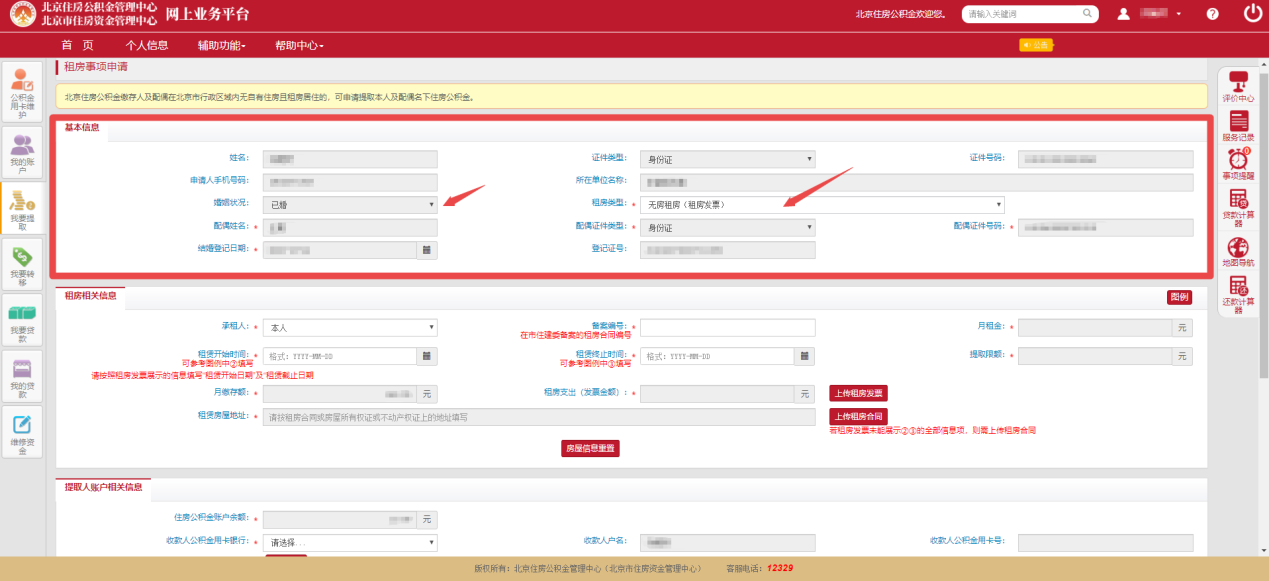 北京住房公积金管理中心
北京市住房资金管理中心
网上业务平台
北京住房公积金欢迎您。
请输入关键词
首 页
个人信息
辅助功能
帮助中心
公告
租房事项申请
北京住房公积金缴存人及配偶在北京市行政区域内无自有住房且租房居住的，可申请提取本人及配偶名下住房公积金。
基本信息
姓名:
证件类型: 身份证
证件号码:
申请人手机号码:
所在单位名称:
婚姻状况: 已婚
租房类型: * 无房租房（租房发票）
配偶姓名: *
配偶证件类型: * 身份证
配偶证件号码: *
结婚登记日期: *
登记证号:
租房相关信息
图例
承租人: * 本人
备案编号: *
在市住建委备案的租房合同编号
月租金: * 元
租赁开始时间: * 格式: YYYY-MM-DD
可参考图例中②填写
租赁终止时间: * 格式: YYYY-MM-DD
可参考图例中③填写
提取限额: * 元
请按照租房发票展示的信息填写"租赁开始日期"及"租赁截止日期
月缴存额: * 元
租房支出（发票金额）: * 元
上传租房发票
租赁房屋地址: * 请按租房合同或房屋所有权证或不动产权证上的地址填写
上传租房合同
若租房发票未能展示②③的全部信息项，则需上传租房合同
房屋信息重置
提取人账户相关信息
住房公积金账户余额: * 元
收款人公积金用卡银行: * 请选择...
收款人户名:
收款人公积金用卡号:
版权所有: 北京住房公积金管理中心（北京市住房资金管理中心）
客服电话: 12329
公积金
用卡维
护
我的账
户
我要提
取
我要转
移
我要贷
款
我的贷
款
维修资
金
评价中心
服务记录
0
事项提醒
贷款计算
器
地图导航
还款计算
器